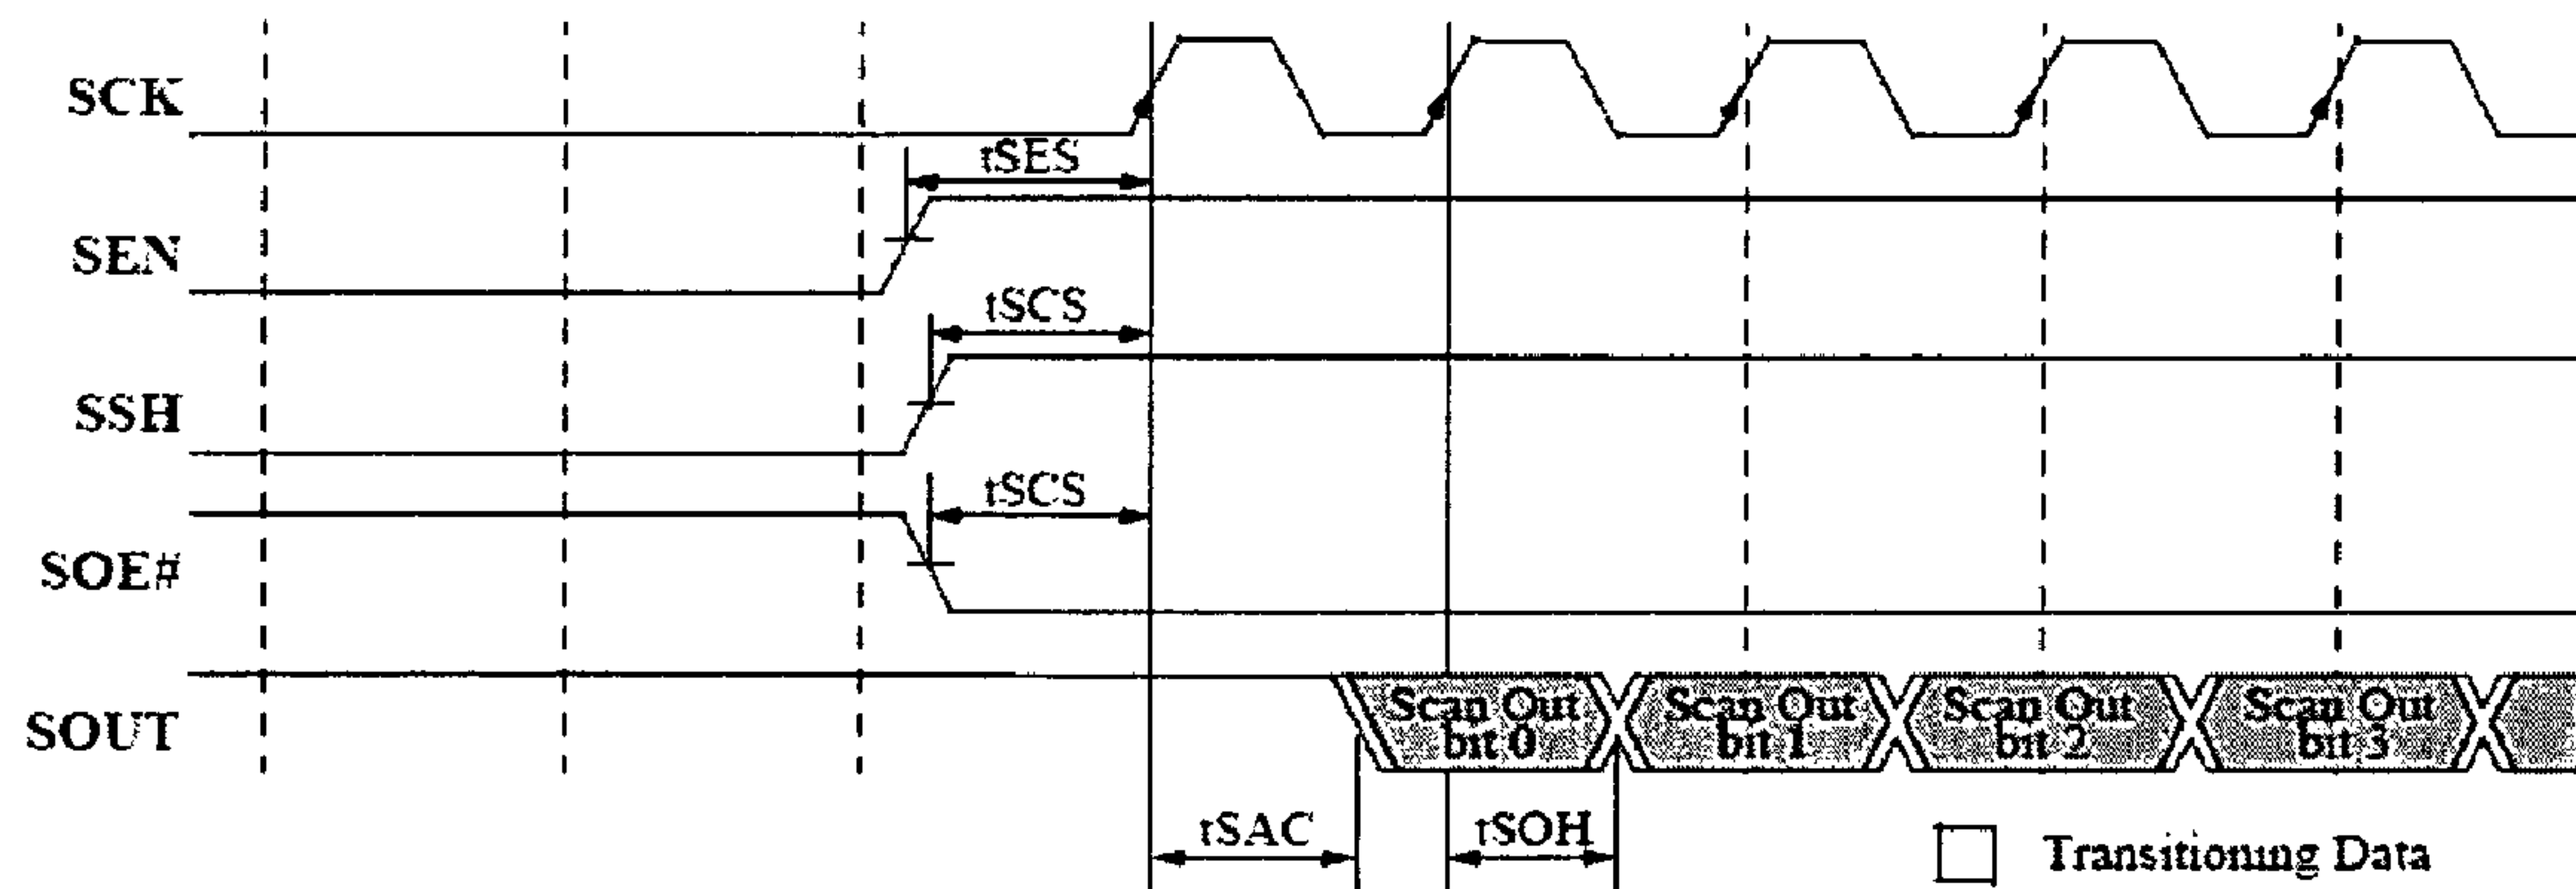 SCK
tSES
SEN
tSCS
SSH
tSCS
SOE#
SOUT
Scan Out
bit 0
Scan Out
bit 1
Scan Out
bit 2
Scan Out
bit 3
tSAC
tSOH
Transitioning Data